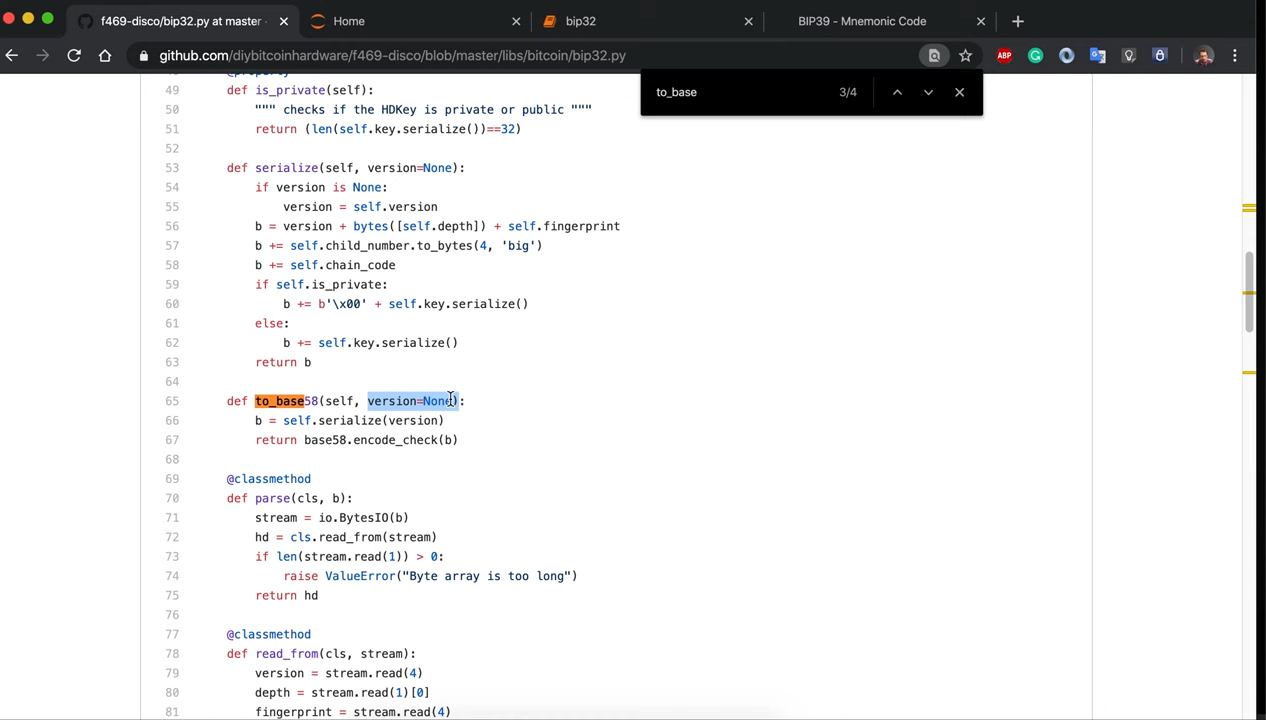 f469-disco/bip32.py at master · Home bip32 BIP39 - Mnemonic Code
github.com/diybitcoinhardware/f469-disco/blob/master/libs/bitcoin/bip32.py
to_base 3/4
@property
49 def is_private(self):
50 """ checks if the HDKey is private or public """
51 return (len(self.key.serialize())==32)
52
53 def serialize(self, version=None):
54 if version is None:
55 version = self.version
56 b = version + bytes([self.depth]) + self.fingerprint
57 b += self.child_number.to_bytes(4, 'big')
58 b += self.chain_code
59 if self.is_private:
60 b += b'\x00' + self.key.serialize()
61 else:
62 b += self.key.serialize()
63 return b
64
65 def to_base58(self, version=None):
66 b = self.serialize(version)
67 return base58.encode_check(b)
68
69 @classmethod
70 def parse(cls, b):
71 stream = io.BytesIO(b)
72 hd = cls.read_from(stream)
73 if len(stream.read(1)) > 0:
74 raise ValueError("Byte array is too long")
75 return hd
76
77 @classmethod
78 def read_from(cls, stream):
79 version = stream.read(4)
80 depth = stream.read(1)[0]
81 fingerprint = stream.read(4)